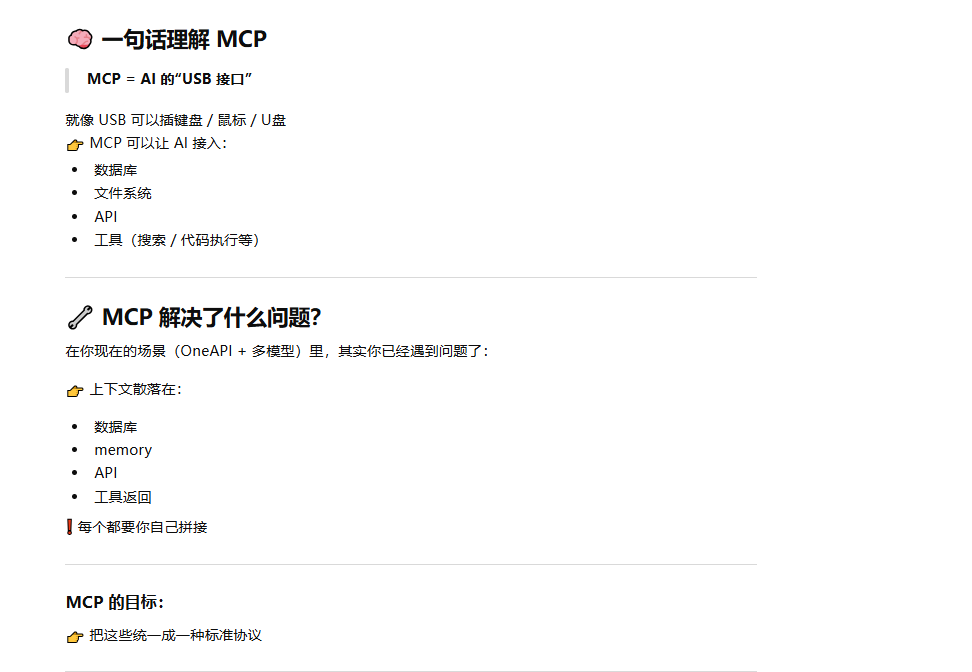 🧠 一句话理解 MCP
MCP = AI 的“USB 接口”
就像 USB 可以插键盘 / 鼠标 / U盘
👉 MCP 可以让 AI 接入：
• 数据库
• 文件系统
• API
• 工具（搜索 / 代码执行等）
🔧 MCP 解决了什么问题？
在你现在的场景（OneAPI + 多模型）里，其实你已经遇到问题了：
👉 上下文散落在：
• 数据库
• memory
• API
• 工具返回
❗ 每个都要你自己拼接
MCP 的目标：
👉 把这些统一成一种标准协议